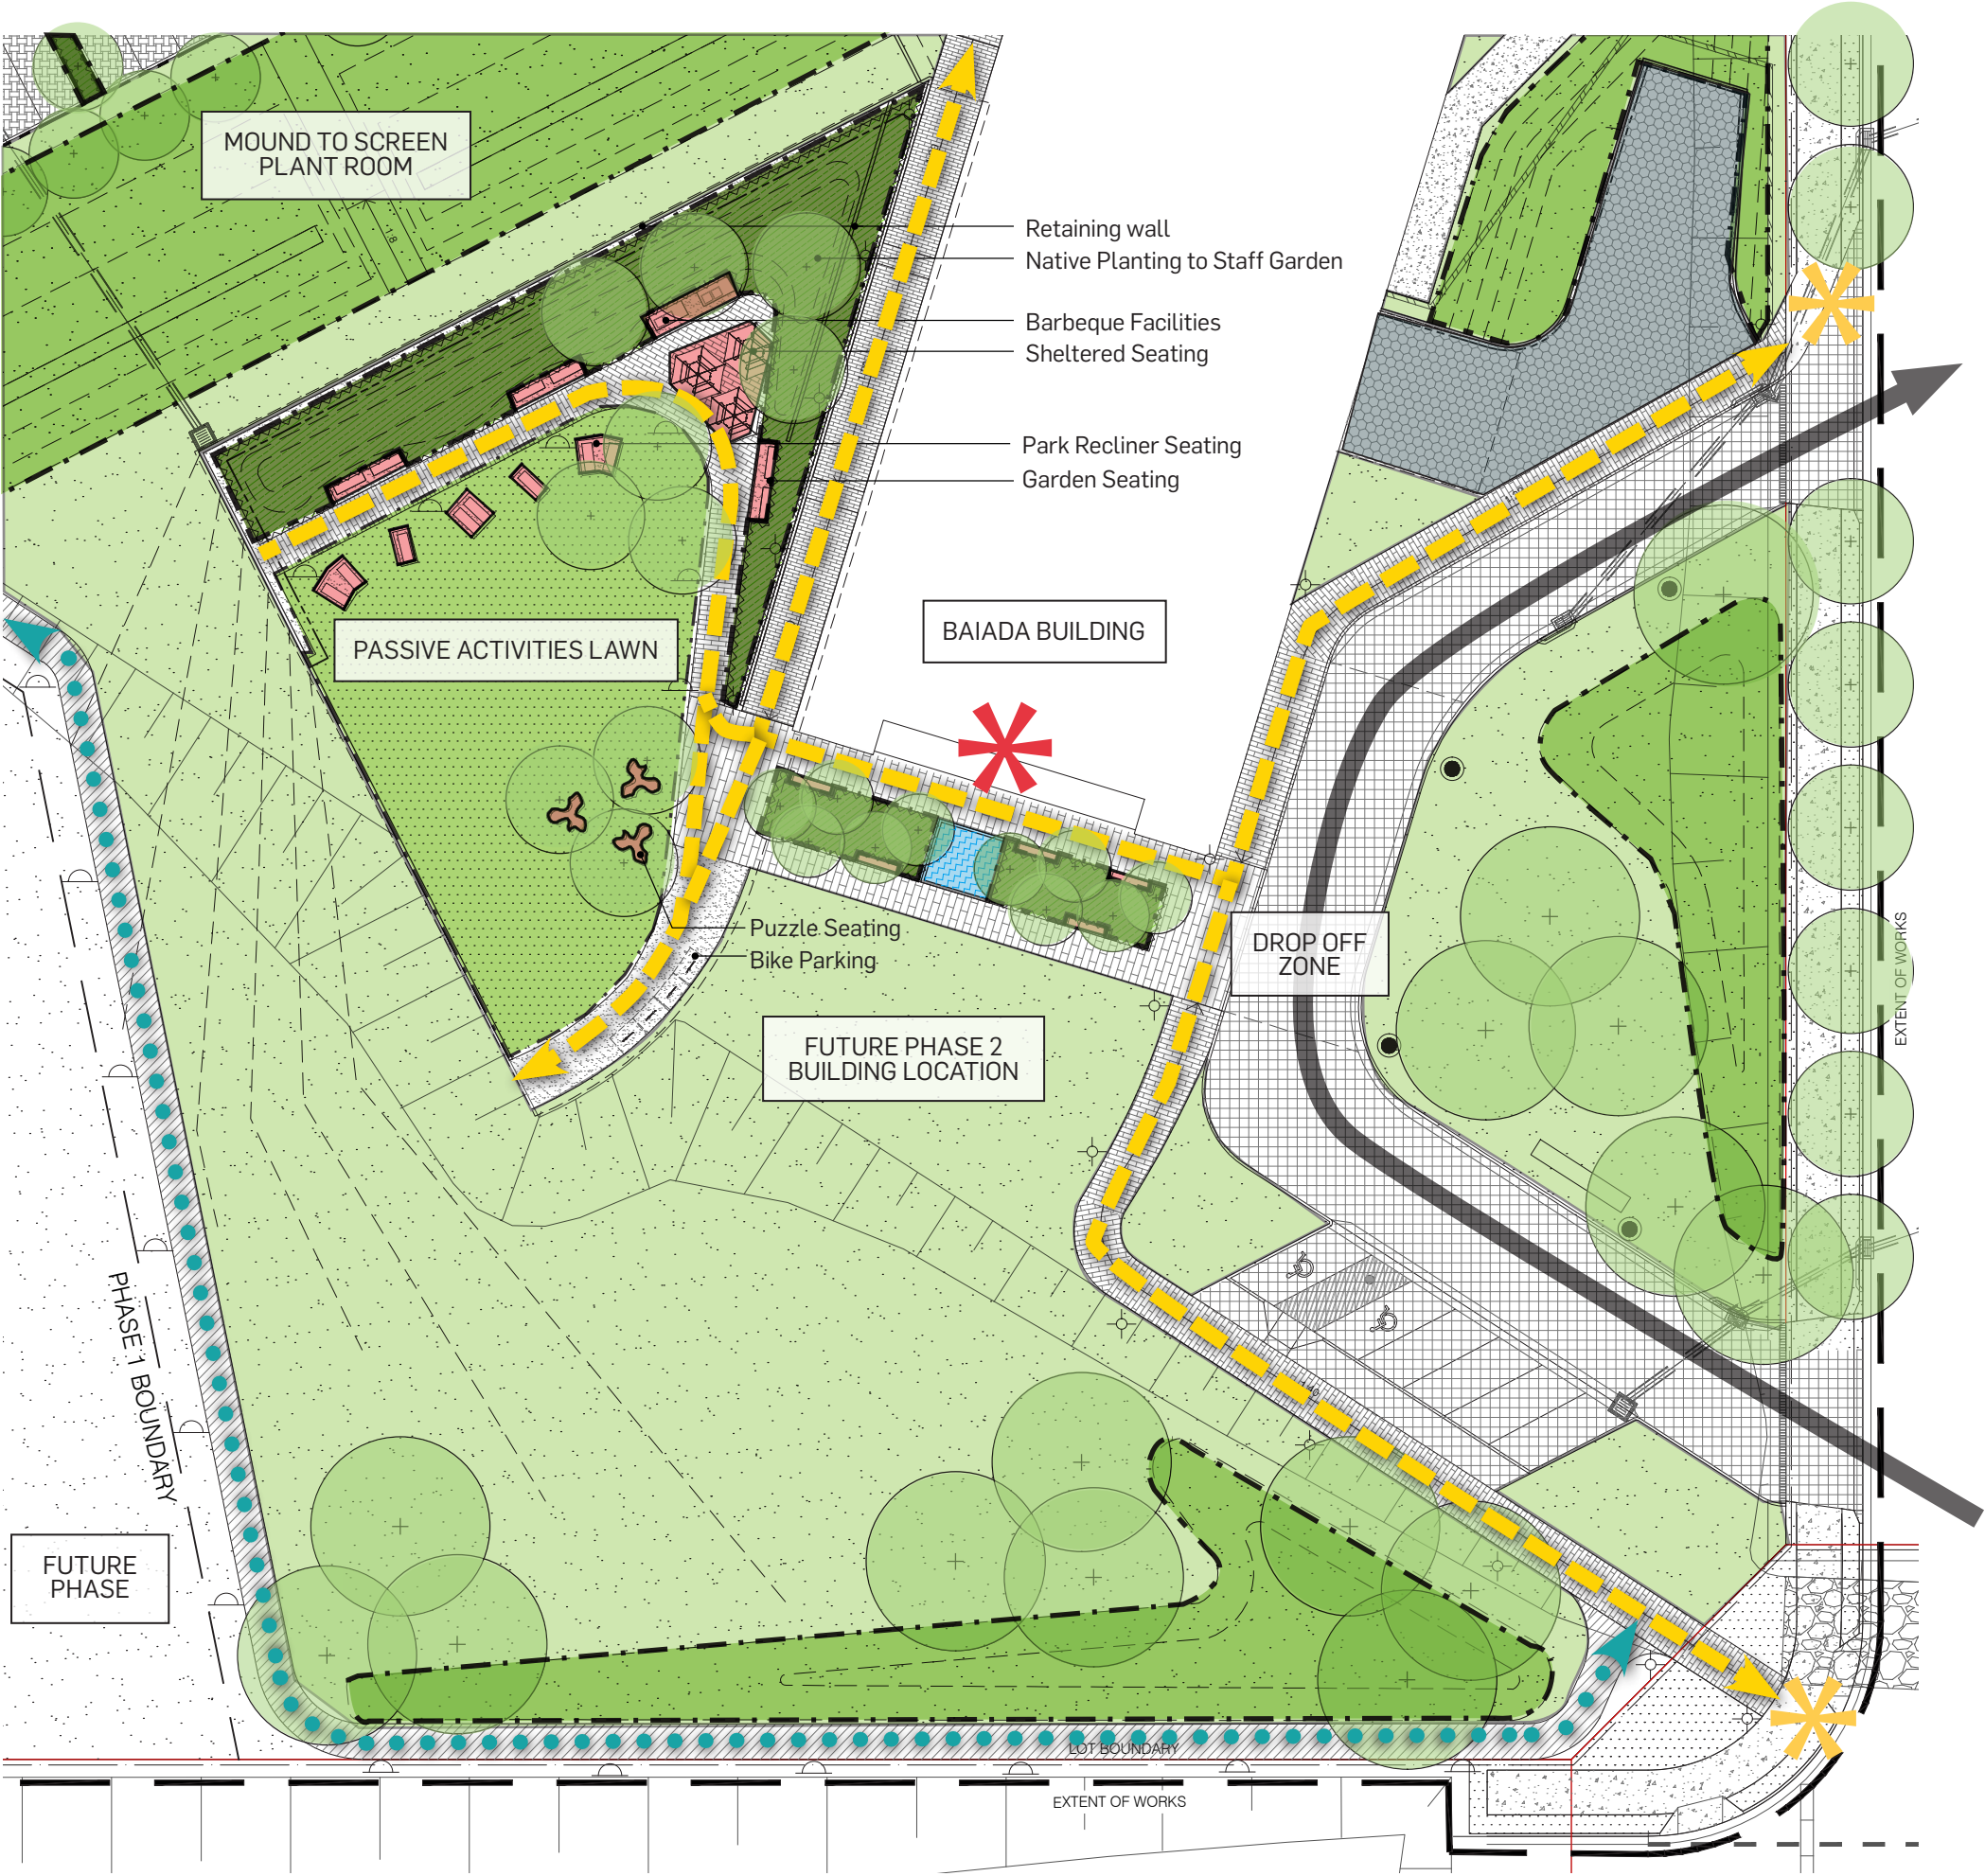 MOUND TO SCREEN
PLANT ROOM
18
Retaining wall
Native Planting to Staff Garden
Barbeque Facilities
Sheltered Seating
Park Recliner Seating
Garden Seating
PASSIVE ACTIVITIES LAWN
BAIADA BUILDING
Puzzle Seating
Bike Parking
DROP OFF
ZONE
EXTENT OF WORKS
FUTURE PHASE 2
BUILDING LOCATION
PHASE 1 BOUNDARY
FUTURE
PHASE
LOT BOUNDARY
EXTENT OF WORKS